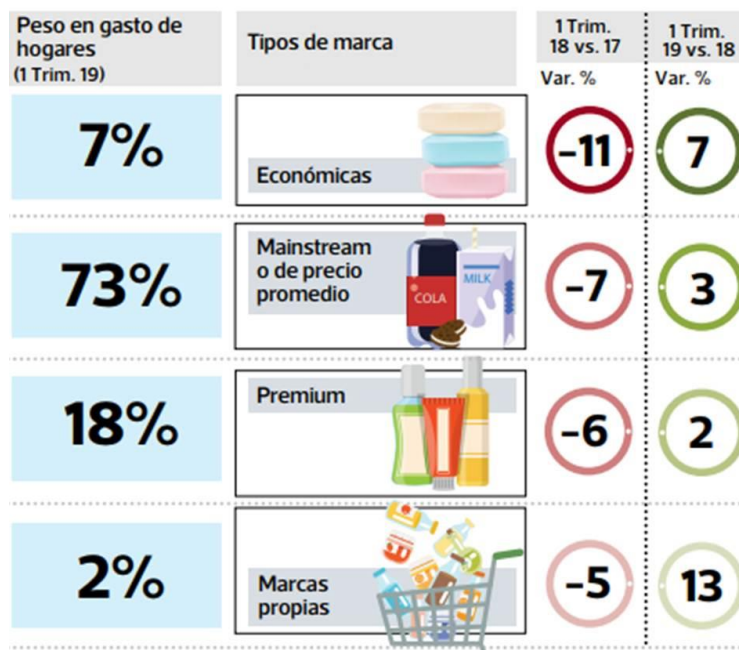 Peso en gasto de
hogares
(1 Trim. 19)
Tipos de marca
1 Trim.
18 vs. 17
1 Trim.
19 vs. 18
Var. %
Var. %
7%
Económicas
-11
7
73%
Mainstream
o de precio
promedio
COLA
MILK
-7
3
18%
Premium
-6
2
2%
Marcas
propias
-5
13